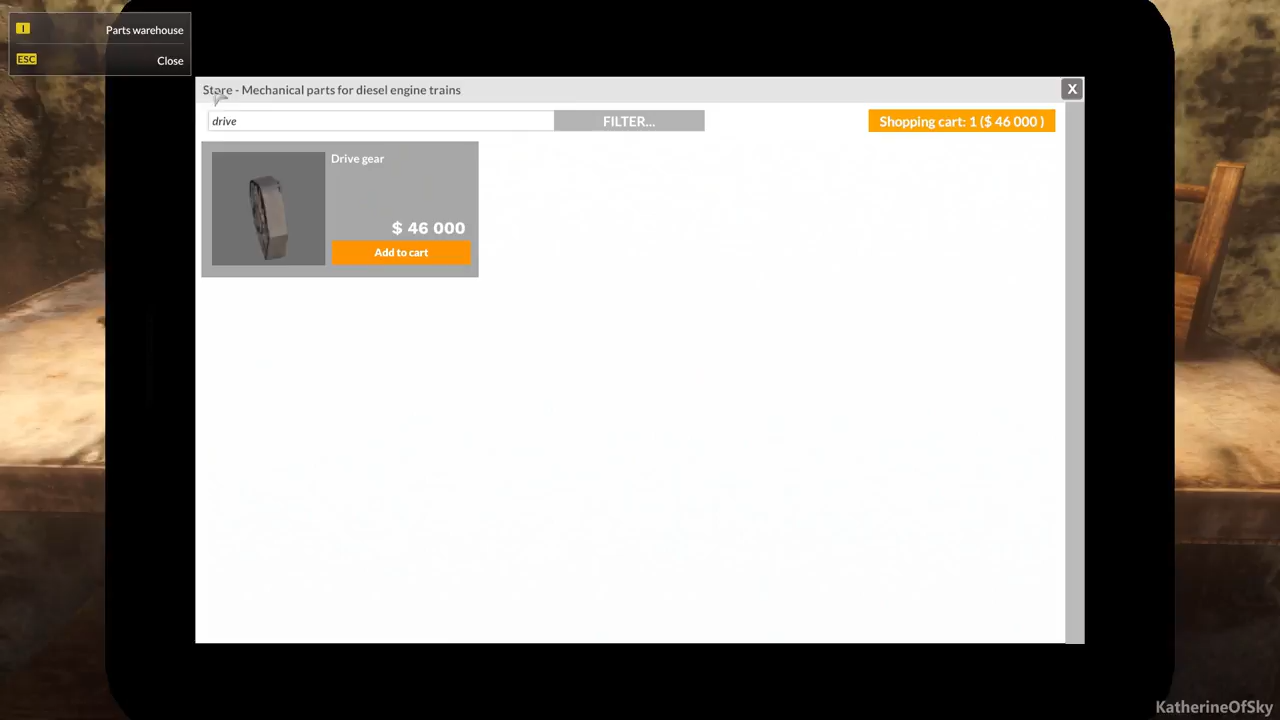 I Parts warehouse
ESC Close
Store - Mechanical parts for diesel engine trains
X
drive
FILTER...
Shopping cart: 1 ($ 46 000 )
Drive gear
$ 46 000
Add to cart
KatherineOfSky